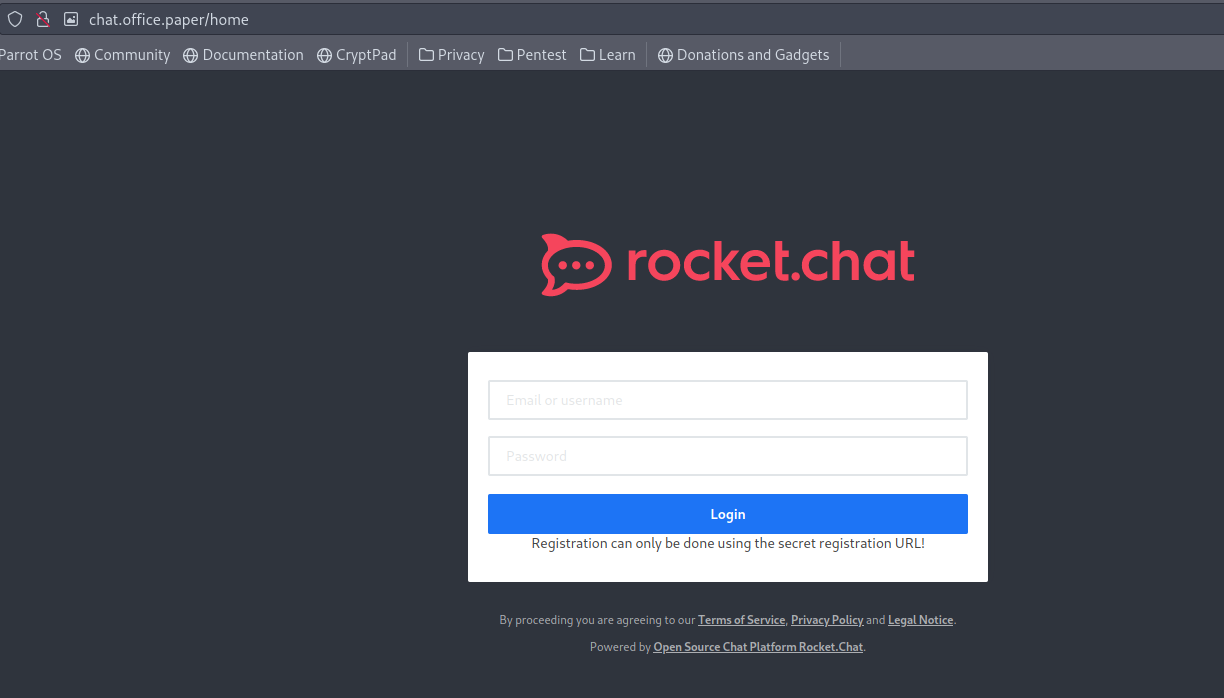 chat.office.paper/home
Parrot OS Community Documentation CryptPad Privacy Pentest Learn Donations and Gadgets
rocket.chat
Email or username
Password
Login
Registration can only be done using the secret registration URL!
By proceeding you are agreeing to our Terms of Service, Privacy Policy and Legal Notice.
Powered by Open Source Chat Platform Rocket.Chat.